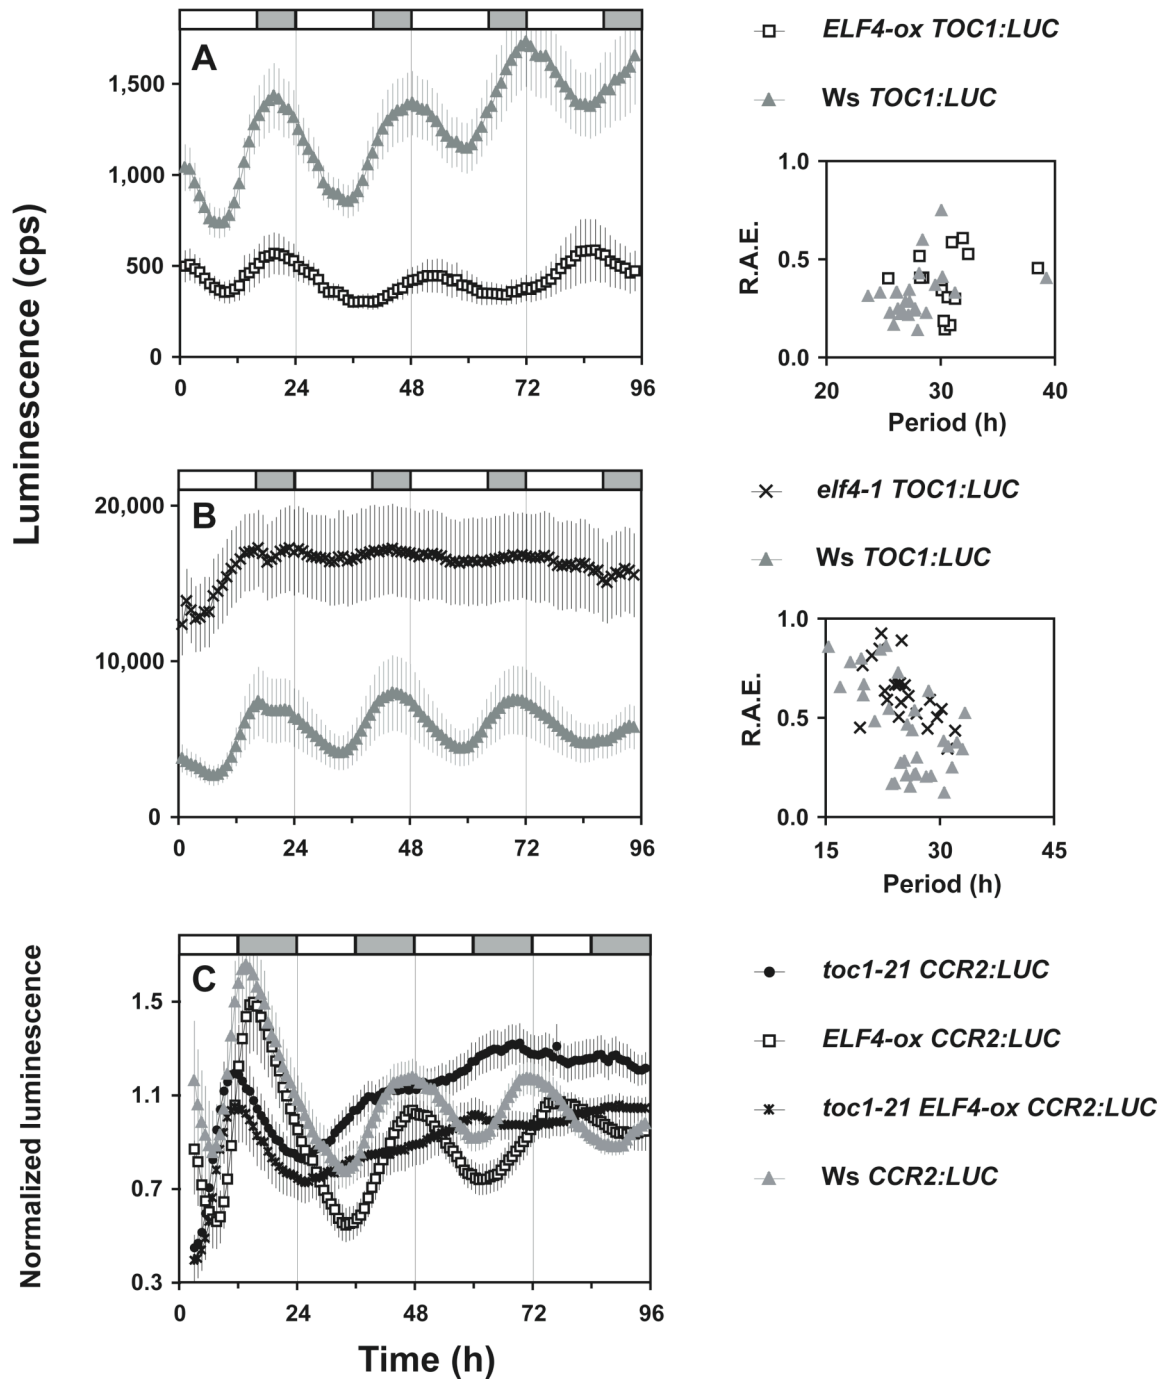 A
ELF4-ox TOC1:LUC
Ws TOC1:LUC
Luminescence (cps)
1,500
1,000
500
0
0 24 48 72 96
R.A.E.
1.0
0.5
0.0
20 30 40
Period (h)
B
elf4-1 TOC1:LUC
Ws TOC1:LUC
20,000
10,000
0
0 24 48 72 96
R.A.E.
1.0
0.5
0.0
15 30 45
Period (h)
C
toc1-21 CCR2:LUC
ELF4-ox CCR2:LUC
toc1-21 ELF4-ox CCR2:LUC
Ws CCR2:LUC
Normalized luminescence
1.5
1.1
0.7
0.3
0 24 48 72 96
Time (h)